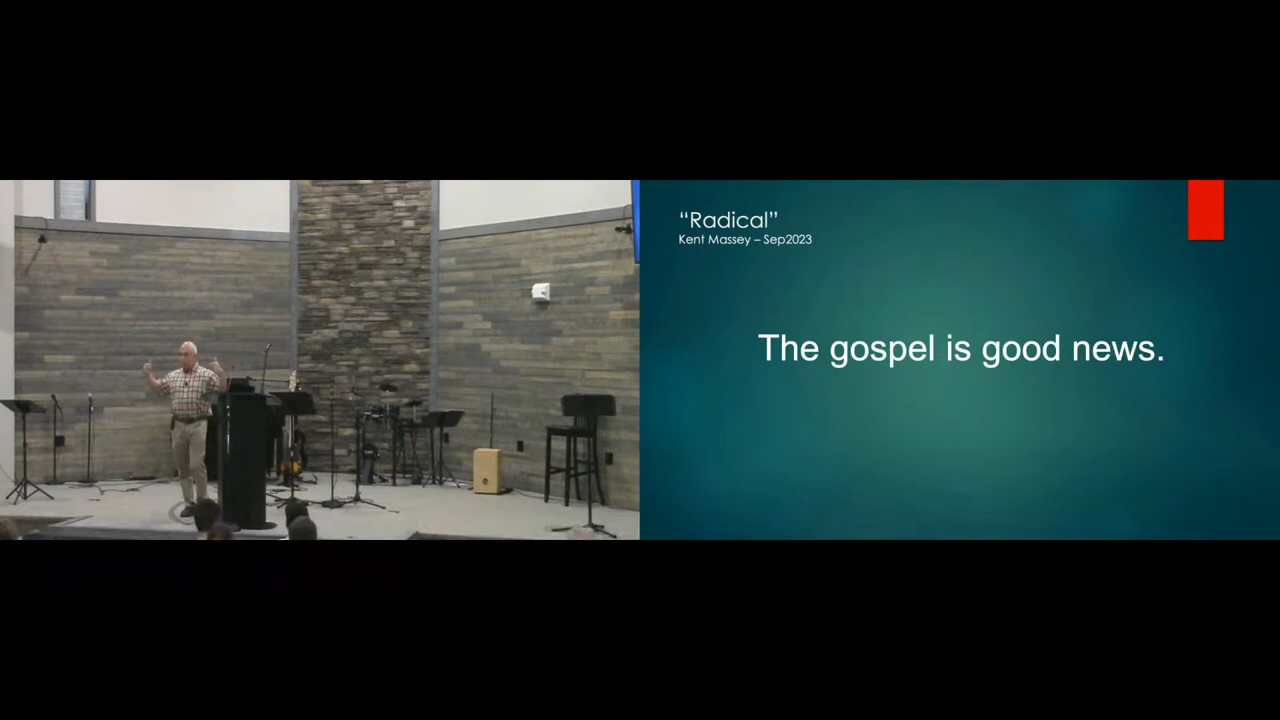 “Radical”
Kent Massey – Sep2023
The gospel is good news.